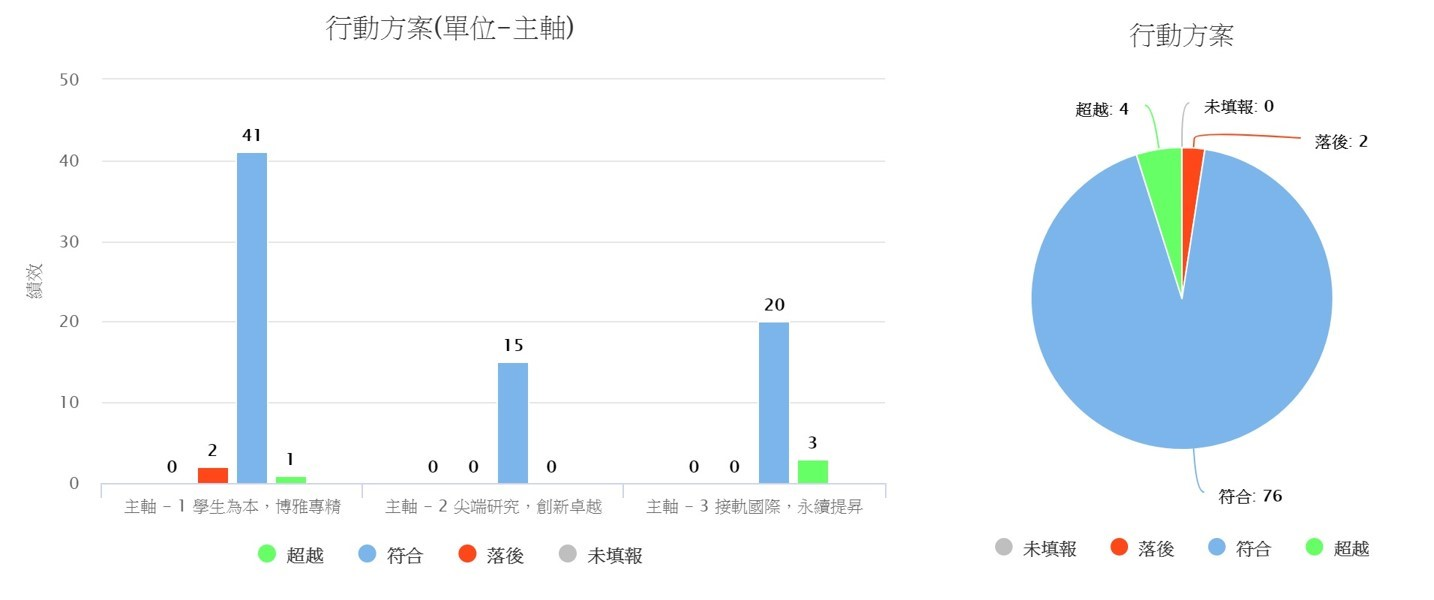 行動方案(單位-主軸)
績效
50
40
30
20
10
0
0
2
41
1
0
0
15
0
0
0
20
3
主軸 - 1 學生為本，博雅專精
主軸 - 2 尖端研究，創新卓越
主軸 - 3 接軌國際，永續提昇
超越
符合
落後
未填報
行動方案
超越: 4
未填報: 0
落後: 2
符合: 76
未填報
落後
符合
超越